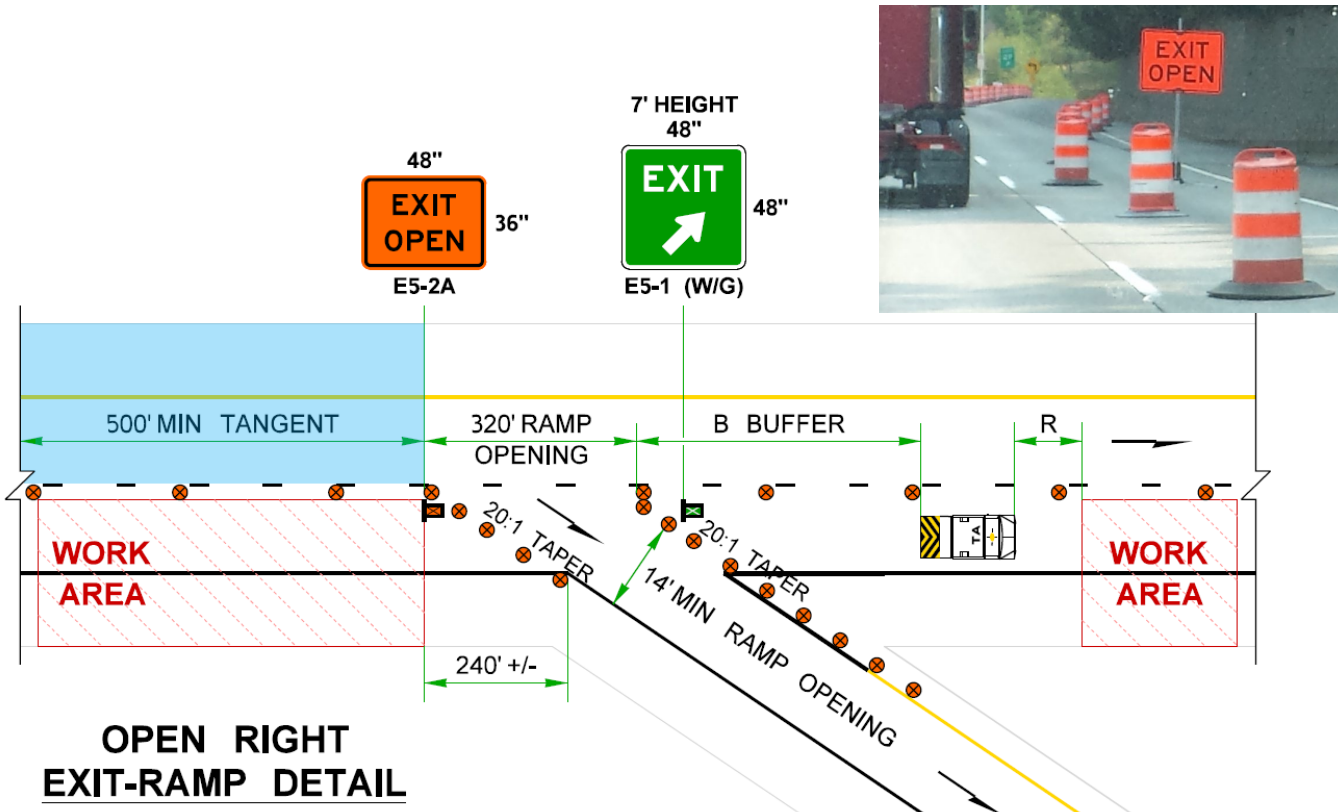 EXIT
OPEN
7' HEIGHT
48"
48"
EXIT
OPEN
36"
E5-2A
EXIT
48"
E5-1 (W/G)
500' MIN TANGENT
320' RAMP
OPENING
B BUFFER
R
20:1 TAPER
20:1 TAPER
TA
WORK
AREA
WORK
AREA
14' MIN RAMP OPENING
240' +/-
OPEN RIGHT
EXIT-RAMP DETAIL